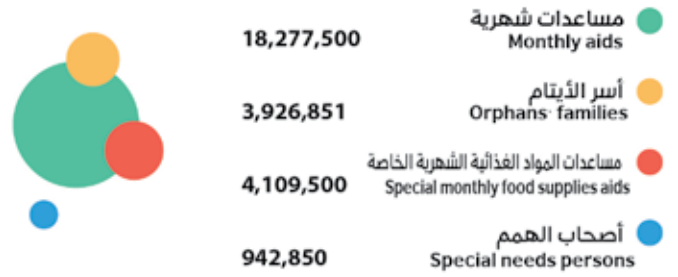 مساعدات شهرية
Monthly aids
18,277,500
أسر الأيتام
Orphans· families
3,926,851
مساعدات المواد الغذائية الشهرية الخاصة
Special monthly food supplies aids
4,109,500
أصحاب الهمم
Special needs persons
942,850